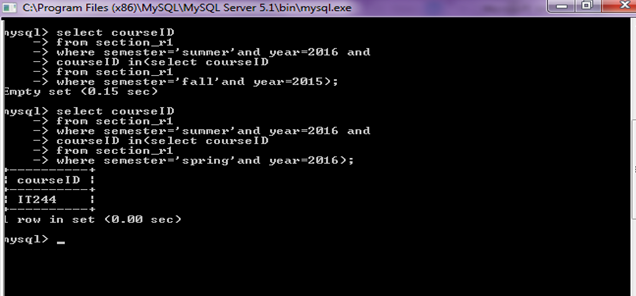 C:\Program Files (x86)\MySQL\MySQL Server 5.1\bin\mysql.exe
mysql> select courseID
-> from section_r1
-> where semester='summer'and year=2016 and
-> courseID in(select courseID
-> from section_r1
-> where semester='fall'and year=2015);
Empty set (0.15 sec)
mysql> select courseID
-> from section_r1
-> where semester='summer'and year=2016 and
-> courseID in(select courseID
-> from section_r1
-> where semester='spring'and year=2016);
+----------+
| courseID |
+----------+
| IT244    |
+----------+
1 row in set (0.00 sec)
mysql> _